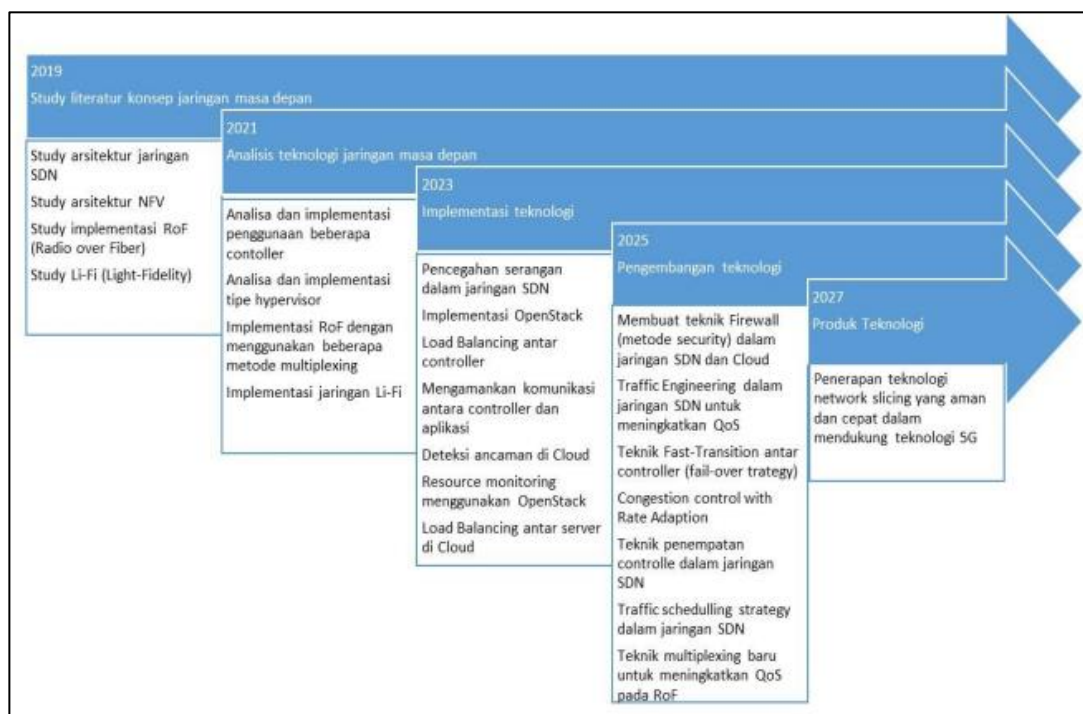 2019
Study literatur konsep jaringan masa depan
Study arsitektur jaringan
SDN
Study arsitektur NFV
Study implementasi RoF
(Radio over Fiber)
Study Li-Fi (Light-Fidelity)
2021
Analisis teknologi jaringan masa depan
Analisa dan implementasi
penggunaan beberapa
contoller
Analisa dan implementasi
tipe hypervisor
Implementasi RoF dengan
menggunakan beberapa
metode multiplexing
Implementasi jaringan Li-Fi
2023
Implementasi teknologi
Pencegahan serangan
dalam jaringan SDN
Implementasi OpenStack
Load Balancing antar
controller
Mengamankan komunikasi
antara controller dan
aplikasi
Deteksi ancaman di Cloud
Resource monitoring
menggunakan OpenStack
Load Balancing antar server
di Cloud
2025
Pengembangan teknologi
Membuat teknik Firewall
(metode security) dalam
jaringan SDN dan Cloud
Traffic Engineering dalam
jaringan SDN untuk
meningkatkan QoS
Teknik Fast-Transition antar
controller (fail-over trategy)
Congestion control with
Rate Adaption
Teknik penempatan
controlle dalam jaringan
SDN
Traffic schedulling strategy
dalam jaringan SDN
Teknik multiplexing baru
untuk meningkatkan QoS
pada RoF
2027
Produk Teknologi
Penerapan teknologi
network slicing yang aman
dan cepat dalam
mendukung teknologi 5G